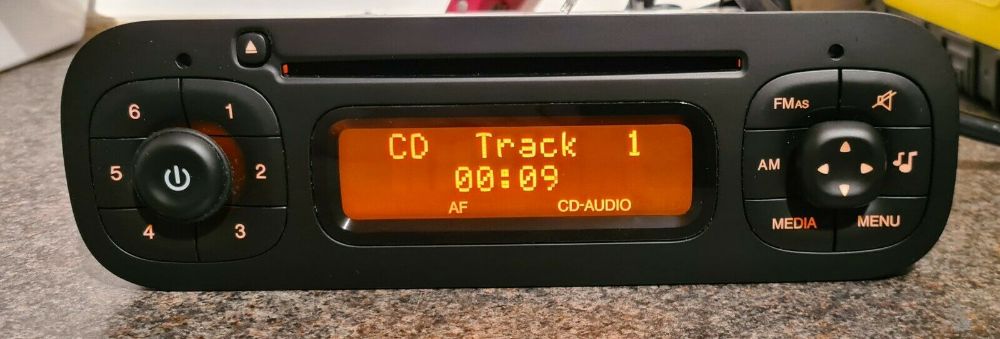 6 1
5 2
4 3
CD Track 1
00:09
AF CD-AUDIO
FMAS
AM
MEDIA MENU